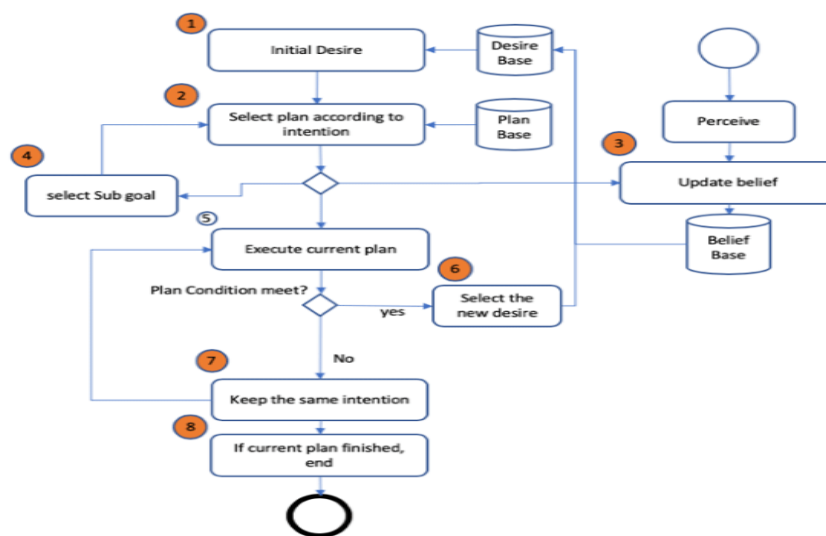 1
Initial Desire
Desire
Base
2
Select plan according to
intention
Plan
Base
Perceive
3
Update belief
4
select Sub goal
Belief
Base
5
Execute current plan
6
Plan Condition meet?
Select the
new desire
yes
No
7
Keep the same intention
8
If current plan finished,
end